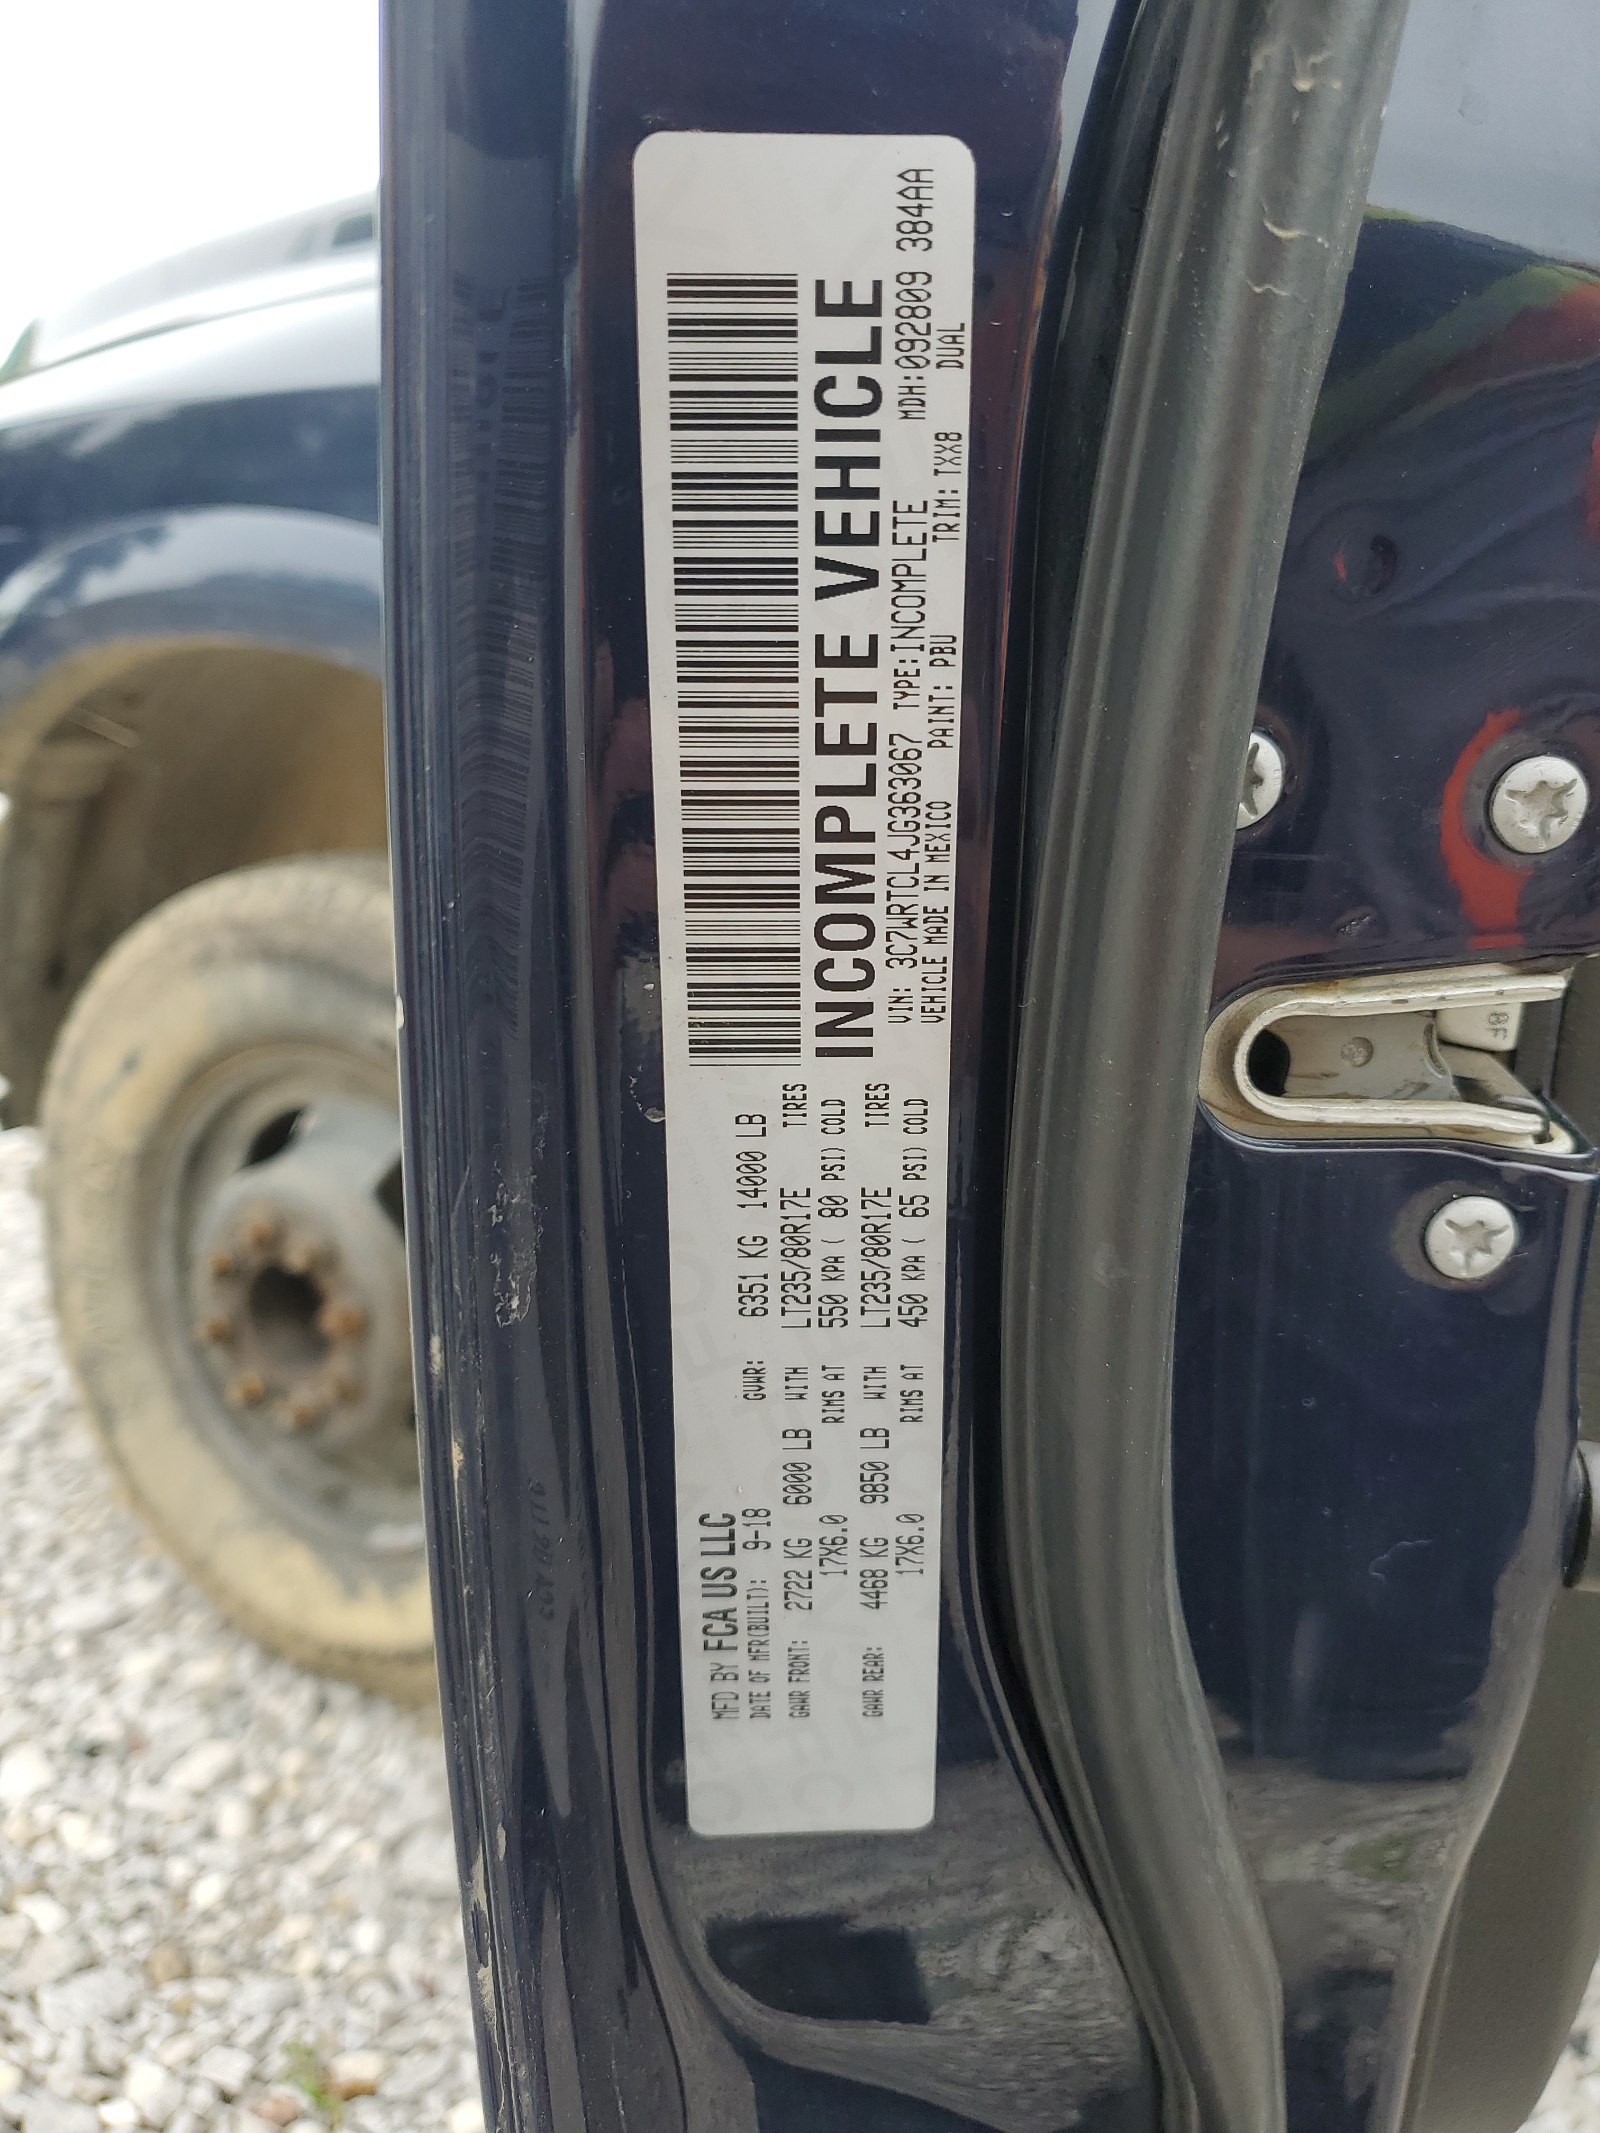 MFD BY FCA US LLC
DATE OF MFR(BUILT): 9-18 GVWR: 6351 KG 14000 LB
GAWR FRONT: 2722 KG 6000 LB WITH LT235/80R17E TIRES
17X6.0 RIMS AT 550 KPA ( 80 PSI) COLD
GAWR REAR: 4468 KG 9850 LB WITH LT235/80R17E TIRES
17X6.0 RIMS AT 450 KPA ( 65 PSI) COLD
INCOMPLETE VEHICLE
VIN: 3C7WRTCL4JG363067 TYPE:INCOMPLETE MDH:092809 384AA
VEHICLE MADE IN MEXICO PAINT: PBU TRIM: TXX8 DUAL